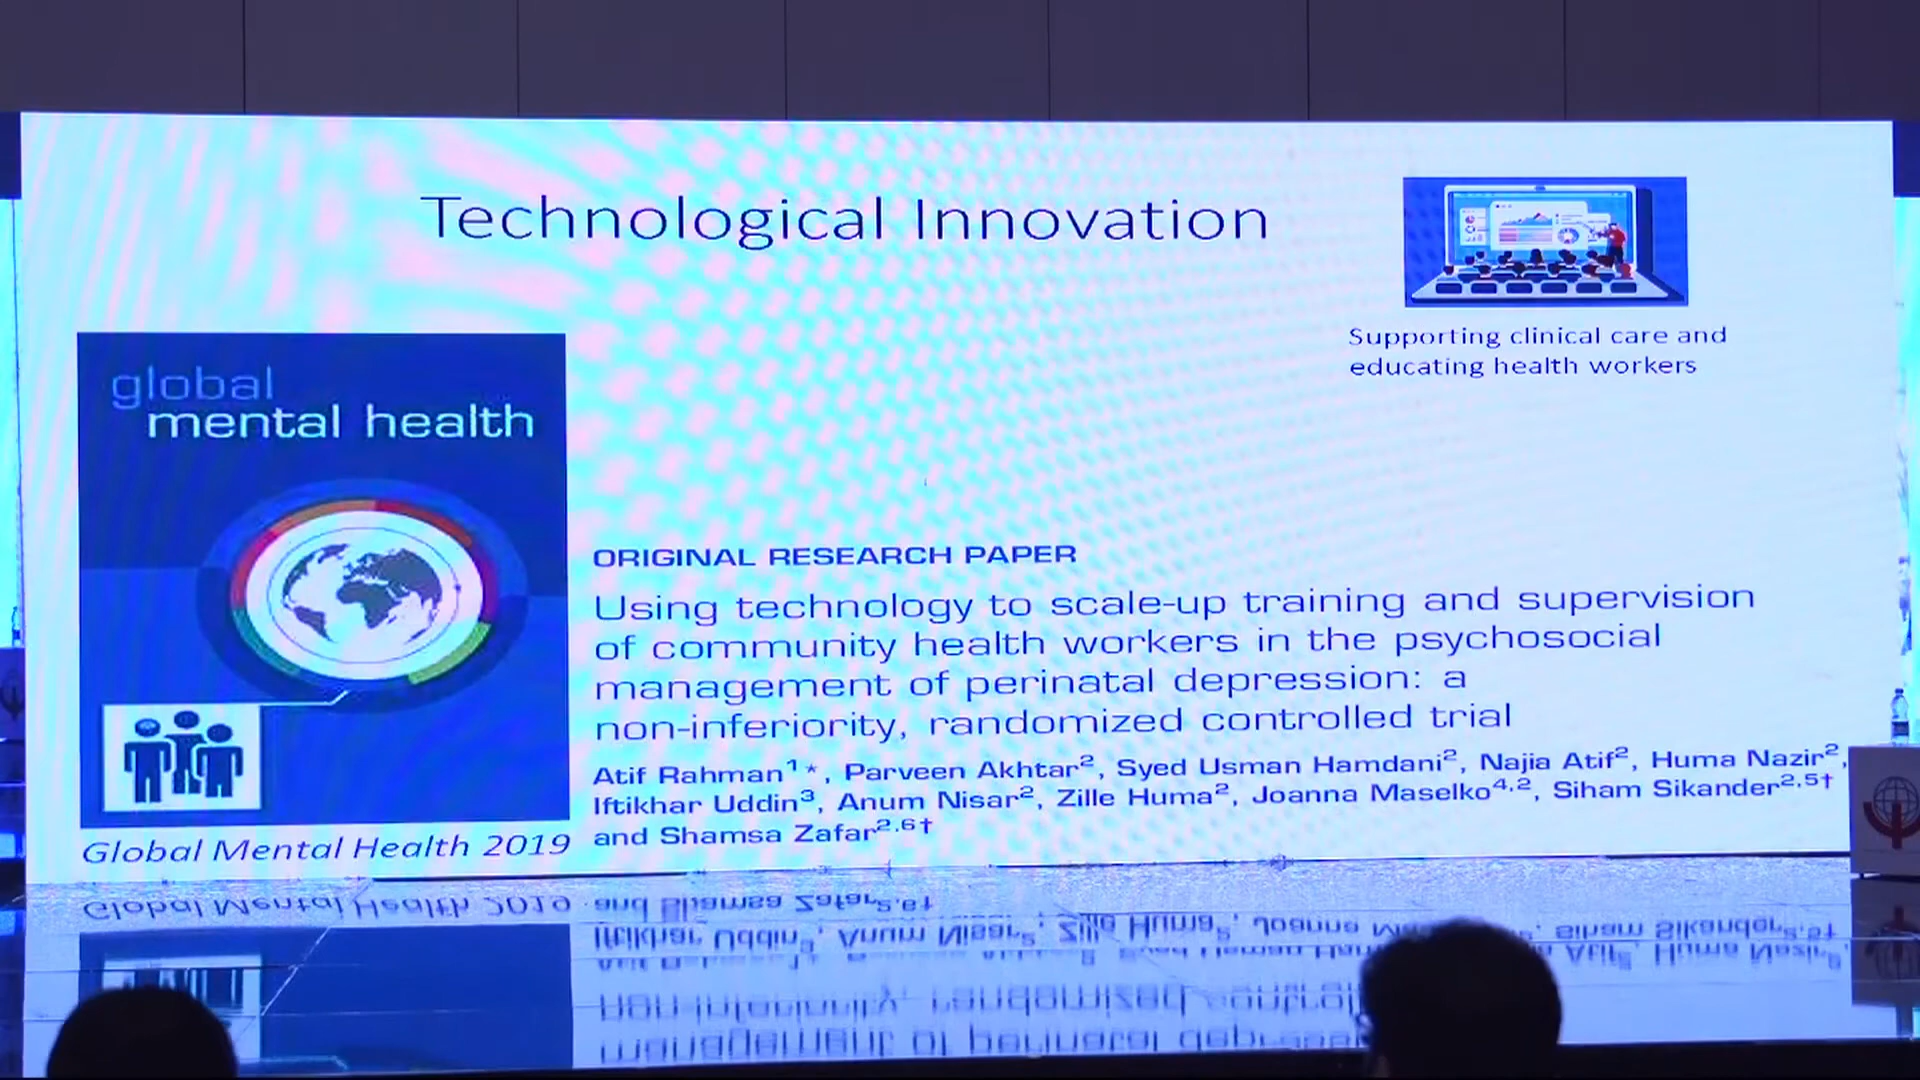 Technological Innovation
Supporting clinical care and
educating health workers
global
mental health
Global Mental Health 2019
ORIGINAL RESEARCH PAPER
Using technology to scale-up training and supervision
of community health workers in the psychosocial
management of perinatal depression: a
non-inferiority, randomized controlled trial
Atif Rahman¹*, Parveen Akhtar², Syed Usman Hamdani², Najia Atif², Huma Nazir²,
Iftikhar Uddin³, Anum Nisar², Zille Huma², Joanna Maselko⁴,², Siham Sikander²,⁵†
and Shamsa Zafar²,⁶†